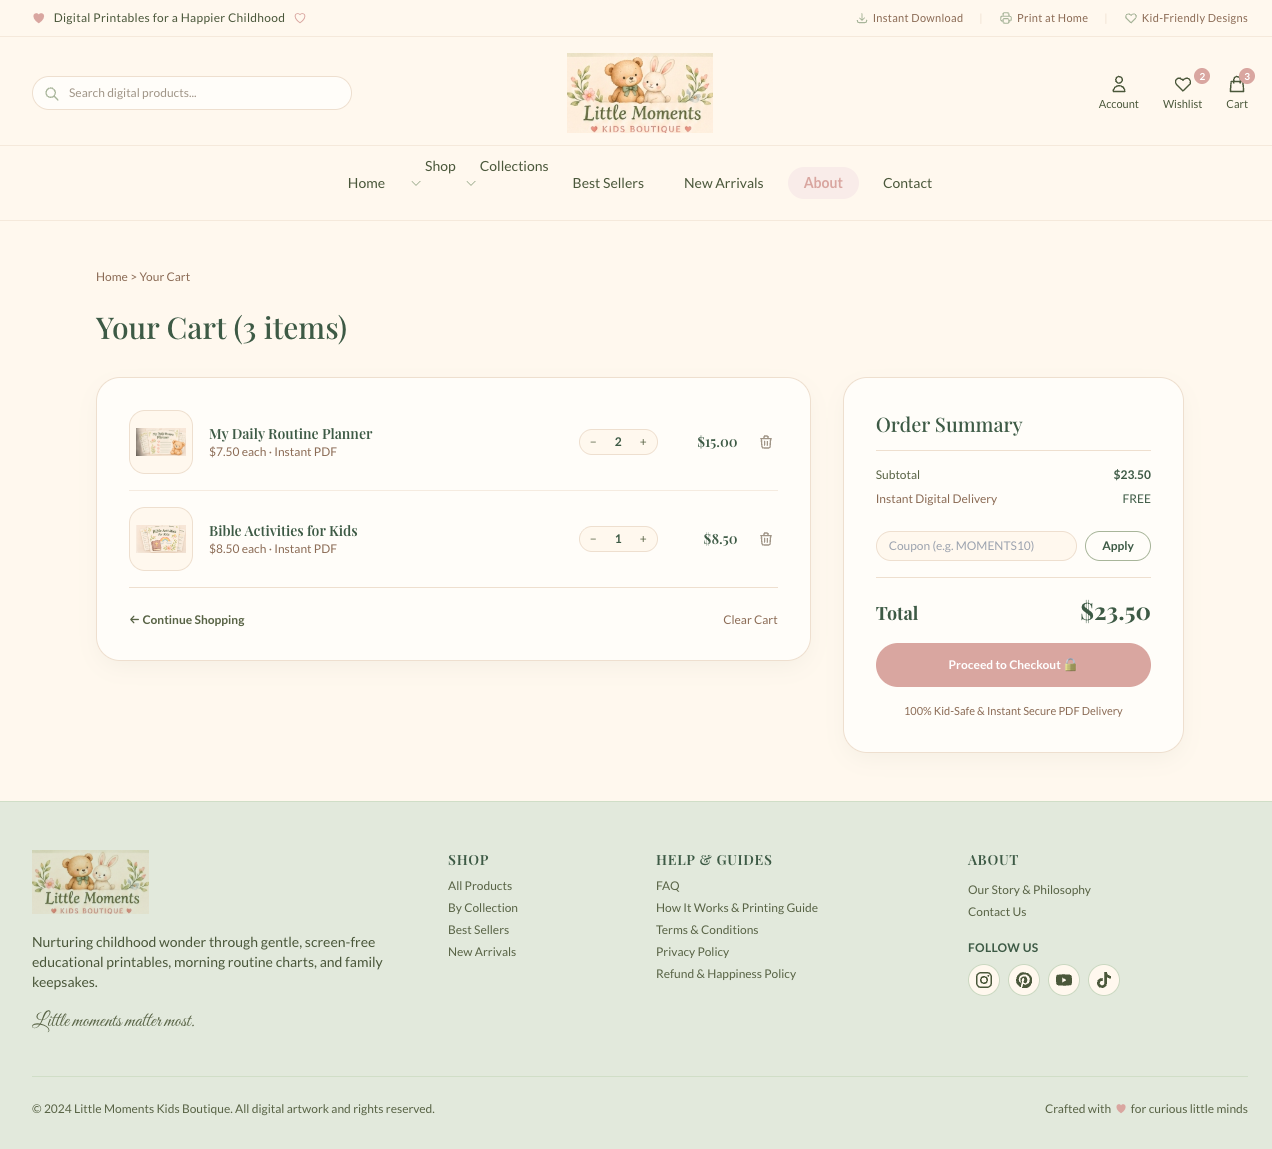 Digital Printables for a Happier Childhood
Instant Download
Print at Home
Kid-Friendly Designs
Search digital products...
Little Moments
KIDS BOUTIQUE
Account
2
Wishlist
3
Cart
Home
Shop
Collections
Best Sellers
New Arrivals
About
Contact
Home > Your Cart
Your Cart (3 items)
My Daily Routine Planner
$7.50 each · Instant PDF
− 2 +
$15.00
Bible Activities for Kids
$8.50 each · Instant PDF
− 1 +
$8.50
← Continue Shopping
Clear Cart
Order Summary
Subtotal $23.50
Instant Digital Delivery FREE
Coupon (e.g. MOMENTS10)
Apply
Total $23.50
Proceed to Checkout
100% Kid-Safe & Instant Secure PDF Delivery
Little Moments
KIDS BOUTIQUE
Nurturing childhood wonder through gentle, screen-free
educational printables, morning routine charts, and family
keepsakes.
Little moments matter most.
SHOP
All Products
By Collection
Best Sellers
New Arrivals
HELP & GUIDES
FAQ
How It Works & Printing Guide
Terms & Conditions
Privacy Policy
Refund & Happiness Policy
ABOUT
Our Story & Philosophy
Contact Us
FOLLOW US
© 2024 Little Moments Kids Boutique. All digital artwork and rights reserved.
Crafted with for curious little minds